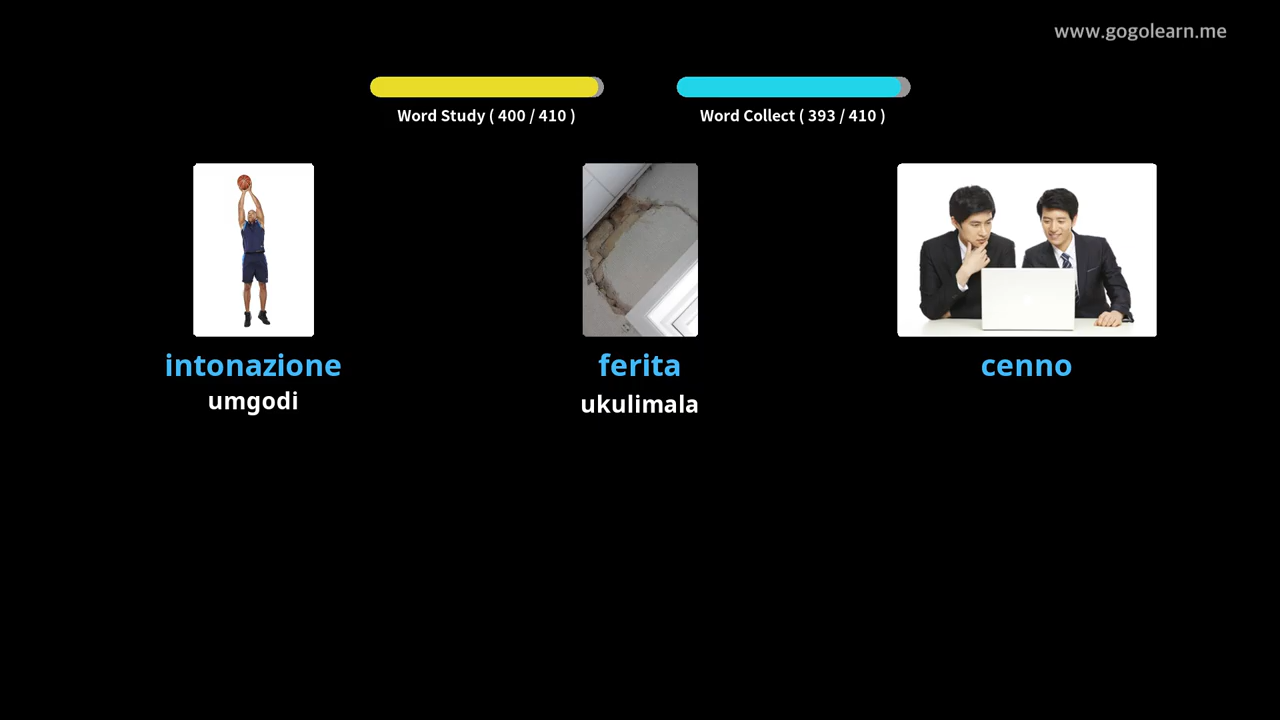 www.gogolearn.me
Word Study ( 400 / 410 )
Word Collect ( 393 / 410 )
intonazione
umgodi
ferita
ukulimala
cenno